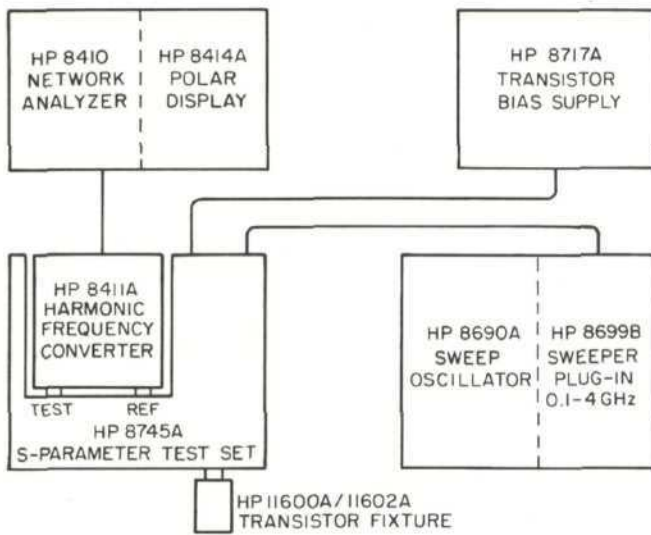 HP 8410
NETWORK
ANALYZER
HP 8414A
POLAR
DISPLAY
HP 8717A
TRANSISTOR
BIAS SUPPLY
HP 8411A
HARMONIC
FREQUENCY
CONVERTER
TEST
REF
HP 8745A
S-PARAMETER TEST SET
HP 8690A
SWEEP
OSCILLATOR
HP 8699B
SWEEPER
PLUG-IN
0.1-4 GHz
HP11600A/11602A
TRANSISTOR FIXTURE